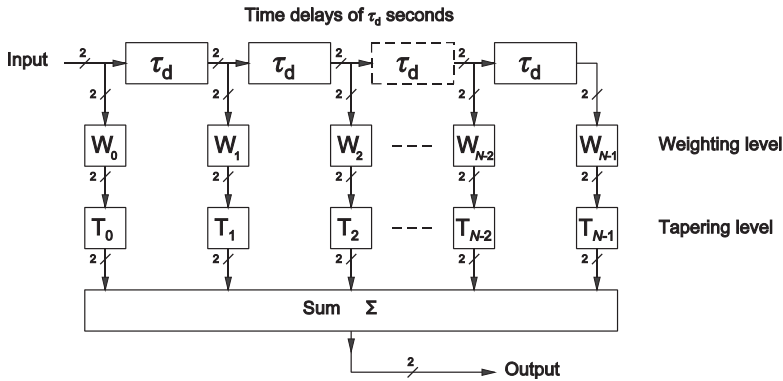 Time delays of τd seconds
Input 2 τd 2 τd 2 τd 2 τd
2 2 2 2 2
W0 W1 W2 WN-2 WN-1 Weighting level
2 2 2 2 2
T0 T1 T2 TN-2 TN-1 Tapering level
2 2 2 2 2
Sum Σ
2 Output